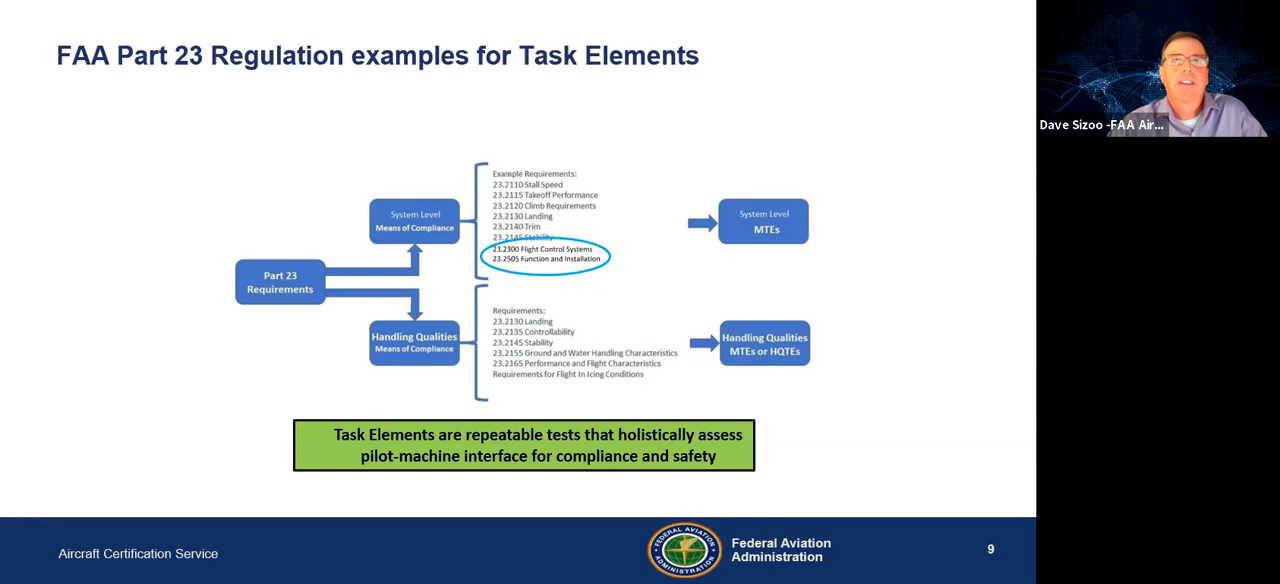 FAA Part 23 Regulation examples for Task Elements
Dave Sizoo -FAA Air...
System Level
Means of Compliance
Example Requirements:
23.2110 Stall Speed
23.2115 Takeoff Performance
23.2120 Climb Requirements
23.2130 Landing
23.2140 Trim
23.2145 Stability
23.2300 Flight Control Systems
23.2505 Function and Installation
System Level
MTEs
Part 23
Requirements
Handling Qualities
Means of Compliance
Requirements:
23.2130 Landing
23.2135 Controllability
23.2145 Stability
23.2155 Ground and Water Handling Characteristics
23.2165 Performance and Flight Characteristics
Requirements for Flight In Icing Conditions
Handling Qualities
MTEs or HQTEs
Task Elements are repeatable tests that holistically assess
pilot-machine interface for compliance and safety
Aircraft Certification Service
FEDERAL AVIATION
ADMINISTRATION
Federal Aviation
Administration
9